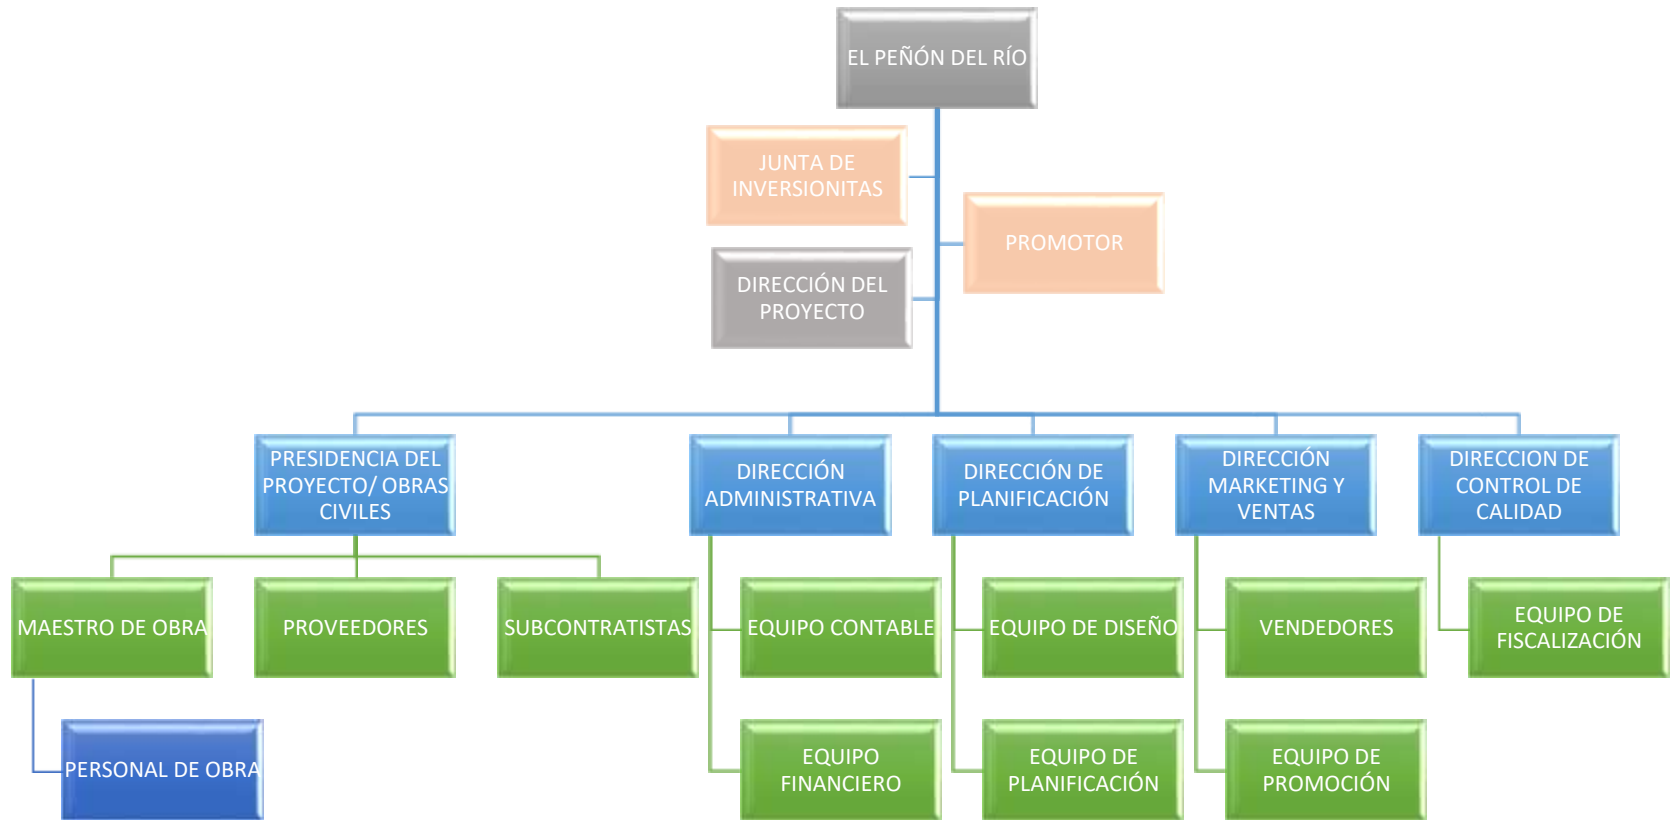 EL PEÑÓN DEL RÍO
JUNTA DE
INVERSIONITAS
PROMOTOR
DIRECCIÓN DEL
PROYECTO
PRESIDENCIA DEL
PROYECTO/ OBRAS
CIVILES
DIRECCIÓN
ADMINISTRATIVA
DIRECCIÓN DE
PLANIFICACIÓN
DIRECCIÓN
MARKETING Y
VENTAS
DIRECCION DE
CONTROL DE
CALIDAD
MAESTRO DE OBRA
PROVEEDORES
SUBCONTRATISTAS
EQUIPO CONTABLE
EQUIPO DE DISEÑO
VENDEDORES
EQUIPO DE
FISCALIZACIÓN
PERSONAL DE OBRA
EQUIPO
FINANCIERO
EQUIPO DE
PLANIFICACIÓN
EQUIPO DE
PROMOCIÓN